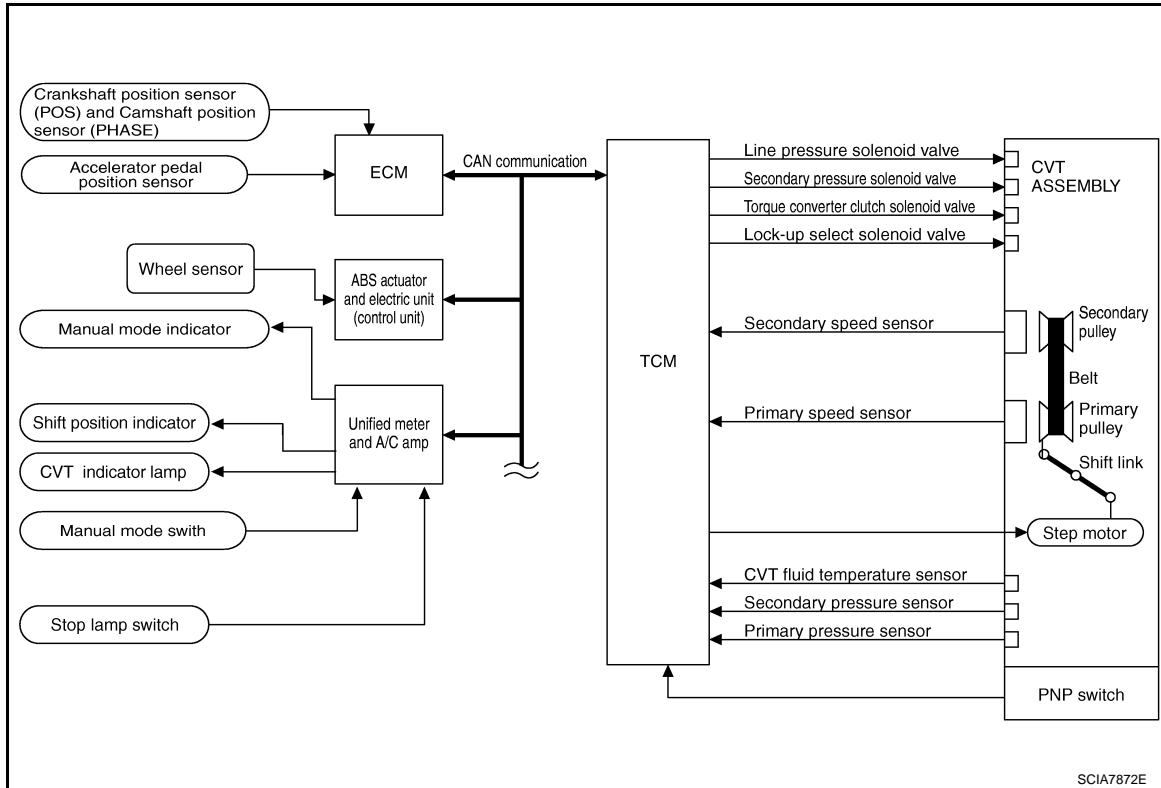 Crankshaft position sensor
(POS) and Camshaft position
sensor (PHASE)
Accelerator pedal
position sensor
ECM
CAN communication
Wheel sensor
ABS actuator
and electric unit
(control unit)
Manual mode indicator
Shift position indicator
CVT indicator lamp
Unified meter
and A/C amp
Manual mode swith
Stop lamp switch
TCM
Line pressure solenoid valve
Secondary pressure solenoid valve
Torque converter clutch solenoid valve
Lock-up select solenoid valve
Secondary speed sensor
Primary speed sensor
CVT fluid temperature sensor
Secondary pressure sensor
Primary pressure sensor
CVT
ASSEMBLY
Secondary
pulley
Belt
Primary
pulley
Shift link
Step motor
PNP switch
SCIA7872E